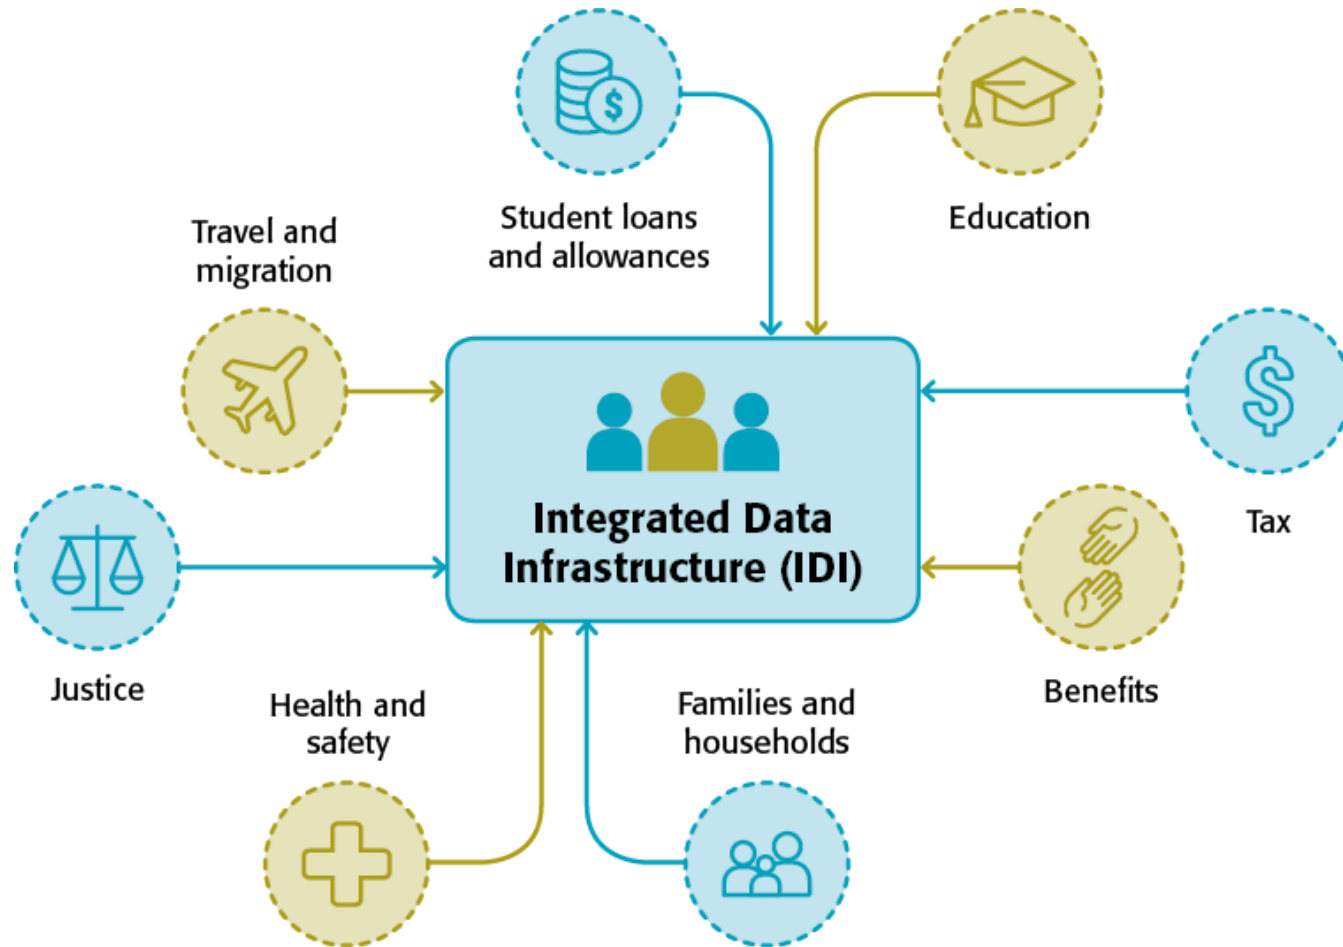 Student loans
and allowances
Education
Travel and
migration
Integrated Data
Infrastructure (IDI)
Tax
Justice
Benefits
Health and
safety
Families and
households
$
$